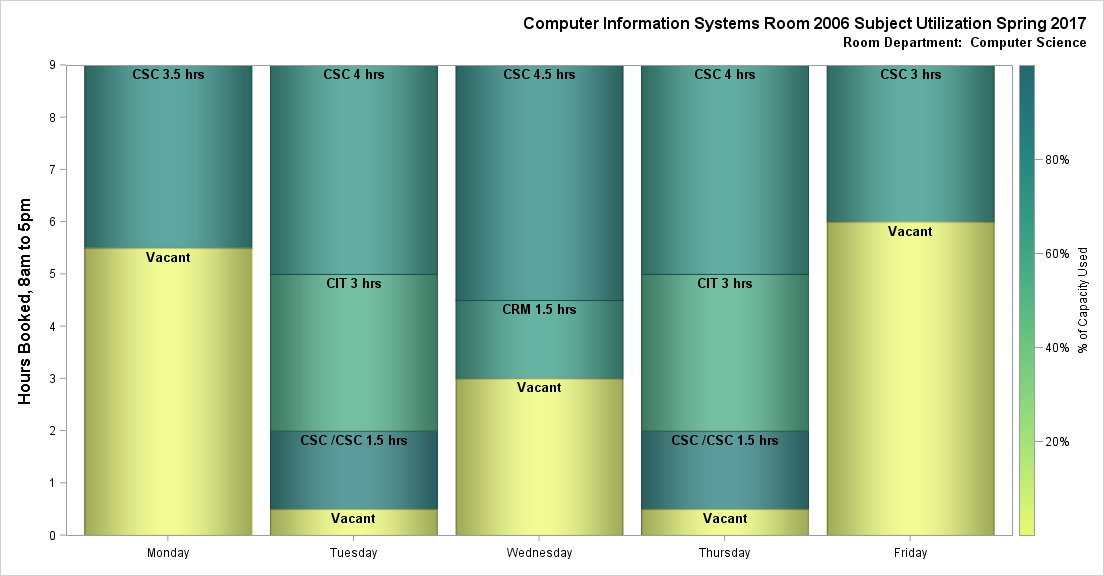 Computer Information Systems Room 2006 Subject Utilization Spring 2017
Room Department:  Computer Science
Hours Booked, 8am to 5pm
9
8
7
6
5
4
3
2
1
0
CSC 3.5 hrs
Vacant
CSC 4 hrs
CIT 3 hrs
CSC /CSC 1.5 hrs
Vacant
CSC 4.5 hrs
CRM 1.5 hrs
Vacant
CSC 4 hrs
CIT 3 hrs
CSC /CSC 1.5 hrs
Vacant
CSC 3 hrs
Vacant
Monday
Tuesday
Wednesday
Thursday
Friday
80%
60%
40%
20%
% of Capacity Used